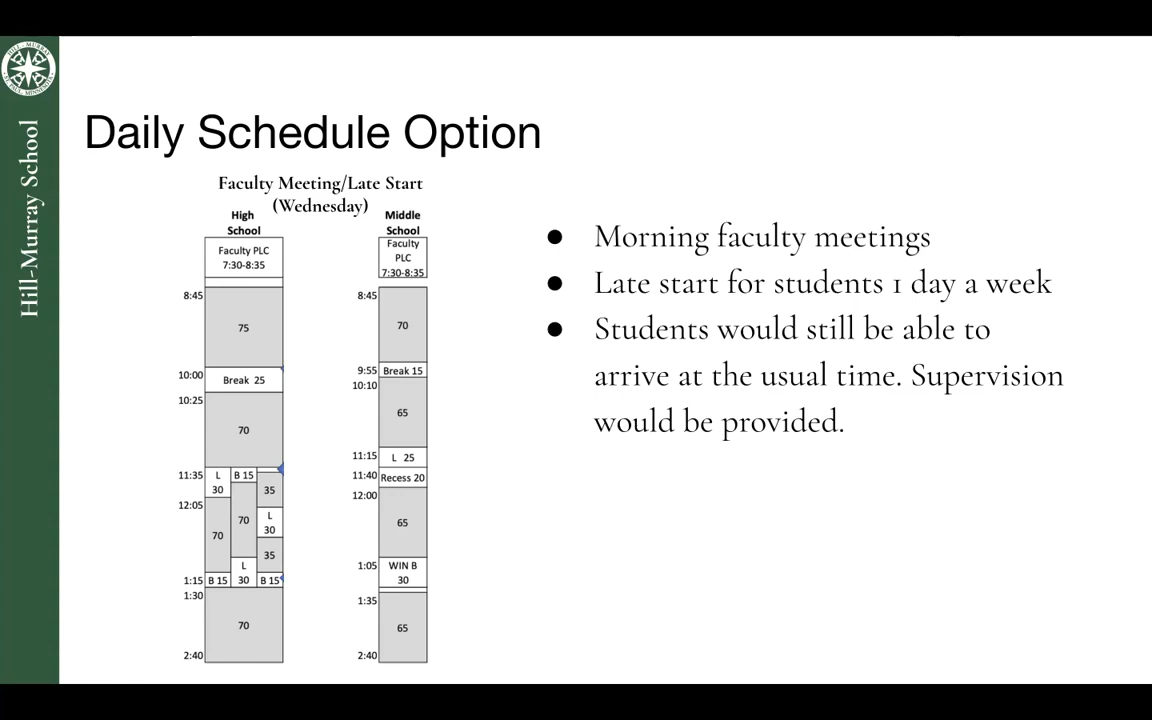 HILL-MURRAY
ST. PAUL, MINNESOTA
Hill-Murray School
Daily Schedule Option
Faculty Meeting/Late Start
(Wednesday)
High
School
Faculty PLC
7:30-8:35
8:45
75
10:00
Break 25
10:25
70
11:35
L
30
B 15
35
12:05
70
70
L
30
35
L
30
1:15
B 15
B 15
1:30
70
2:40
Middle
School
Faculty
PLC
7:30-8:35
8:45
70
9:55
Break 15
10:10
65
11:15
L 25
11:40
Recess 20
12:00
65
1:05
WIN B
30
1:35
65
2:40
● Morning faculty meetings
● Late start for students 1 day a week
● Students would still be able to
arrive at the usual time. Supervision
would be provided.